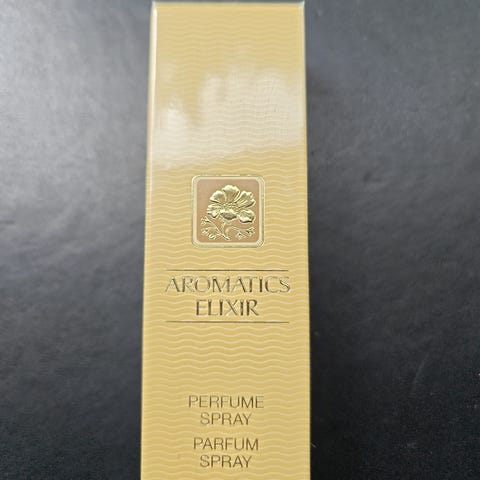 AROMATICS
ELIXIR
PERFUME
SPRAY
PARFUM
SPRAY